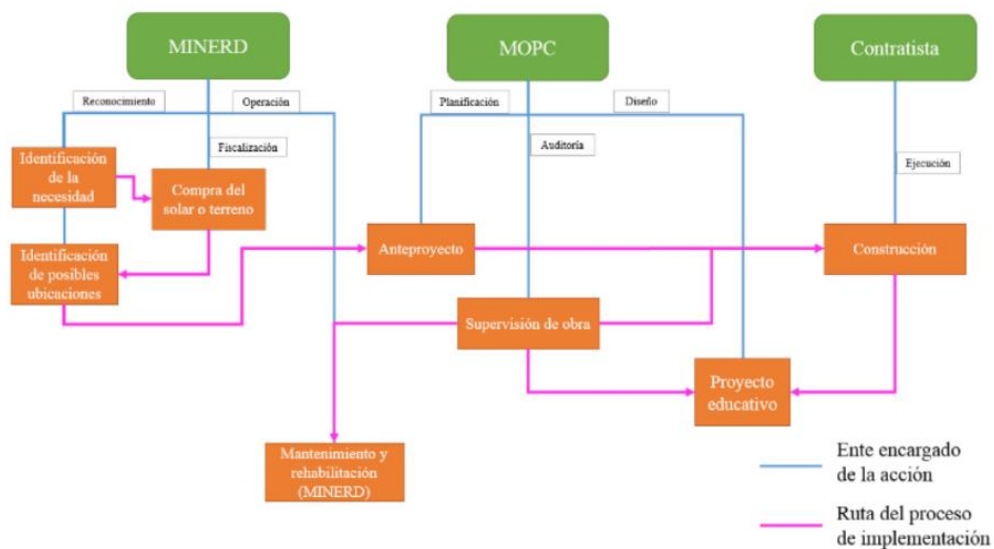 MINERD
MOPC
Contratista
Reconocimiento
Operación
Planificación
Diseño
Fiscalización
Auditoría
Ejecución
Identificación
de la
necesidad
Compra del
solar o terreno
Identificación
de posibles
ubicaciones
Anteproyecto
Construcción
Supervisión de obra
Proyecto
educativo
Mantenimiento y
rehabilitación
(MINERD)
Ente encargado
de la acción
Ruta del proceso
de implementación